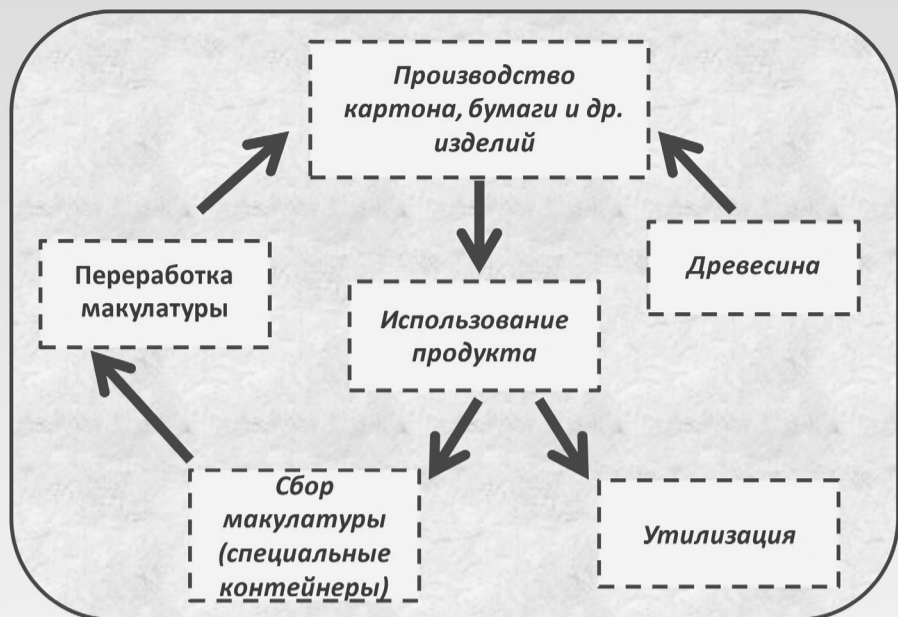 Производство
картона, бумаги и др.
изделий
Переработка
макулатуры
Древесина
Использование
продукта
Сбор
макулатуры
(специальные
контейнеры)
Утилизация